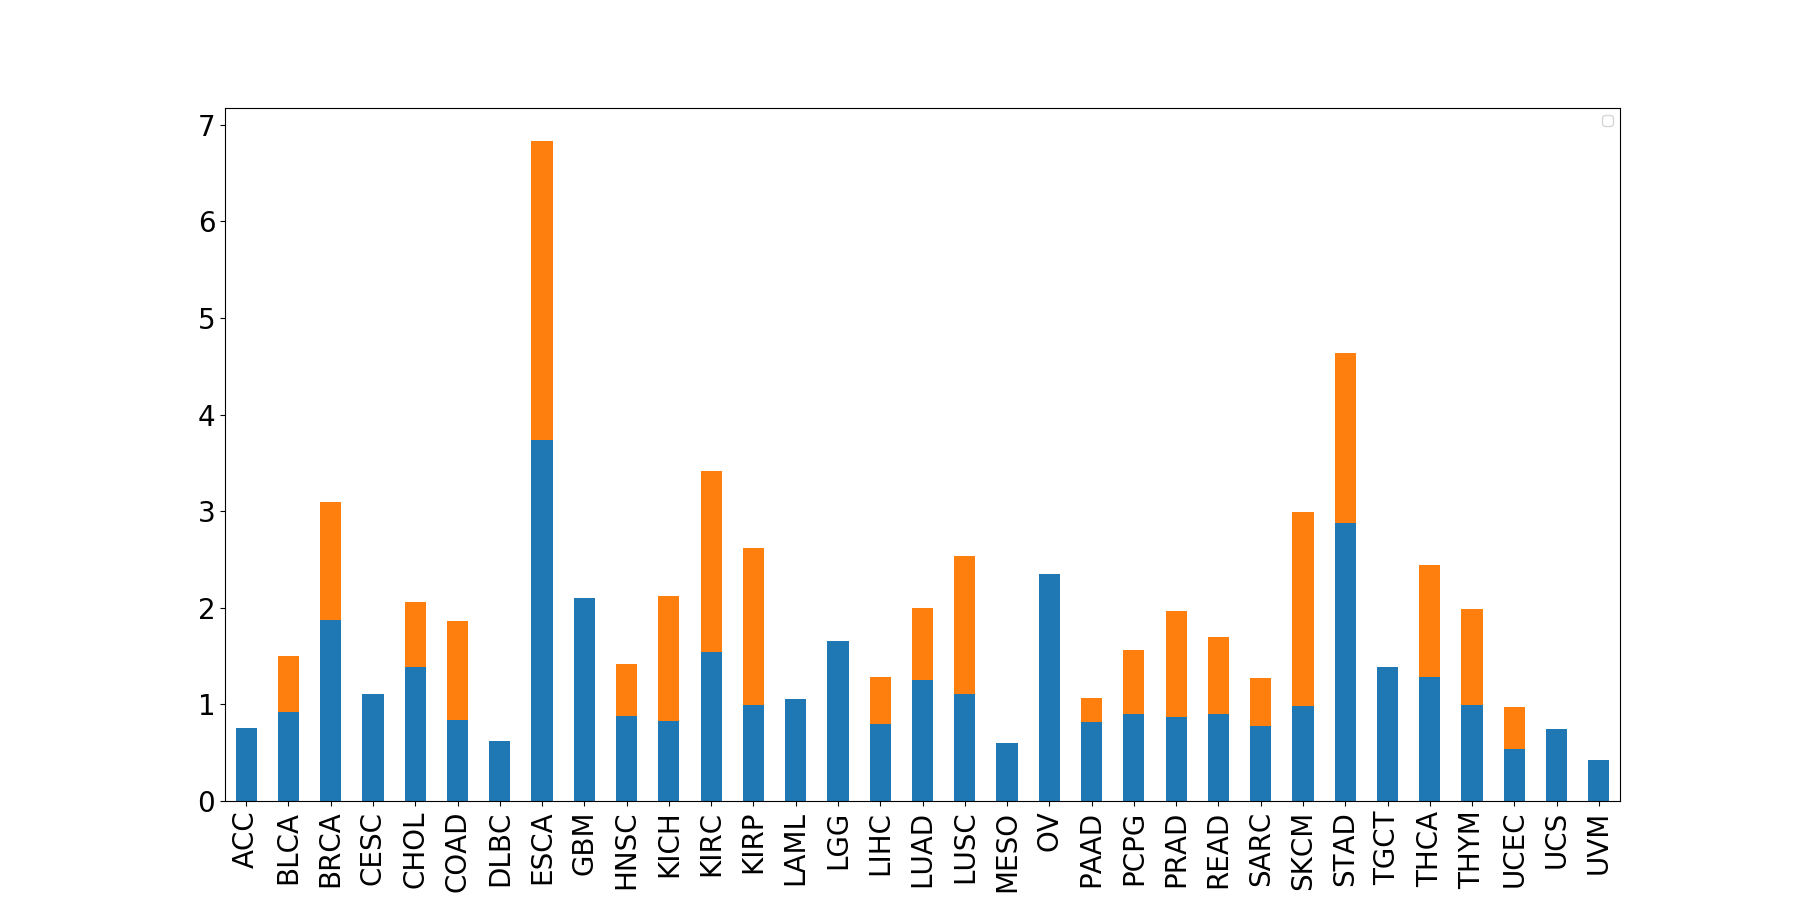 7
6
5
4
3
2
1
0
ACC
BLCA
BRCA
CESC
CHOL
COAD
DLBC
ESCA
GBM
HNSC
KICH
KIRC
KIRP
LAML
LGG
LIHC
LUAD
LUSC
MESO
OV
PAAD
PCPG
PRAD
READ
SARC
SKCM
STAD
TGCT
THCA
THYM
UCEC
UCS
UVM